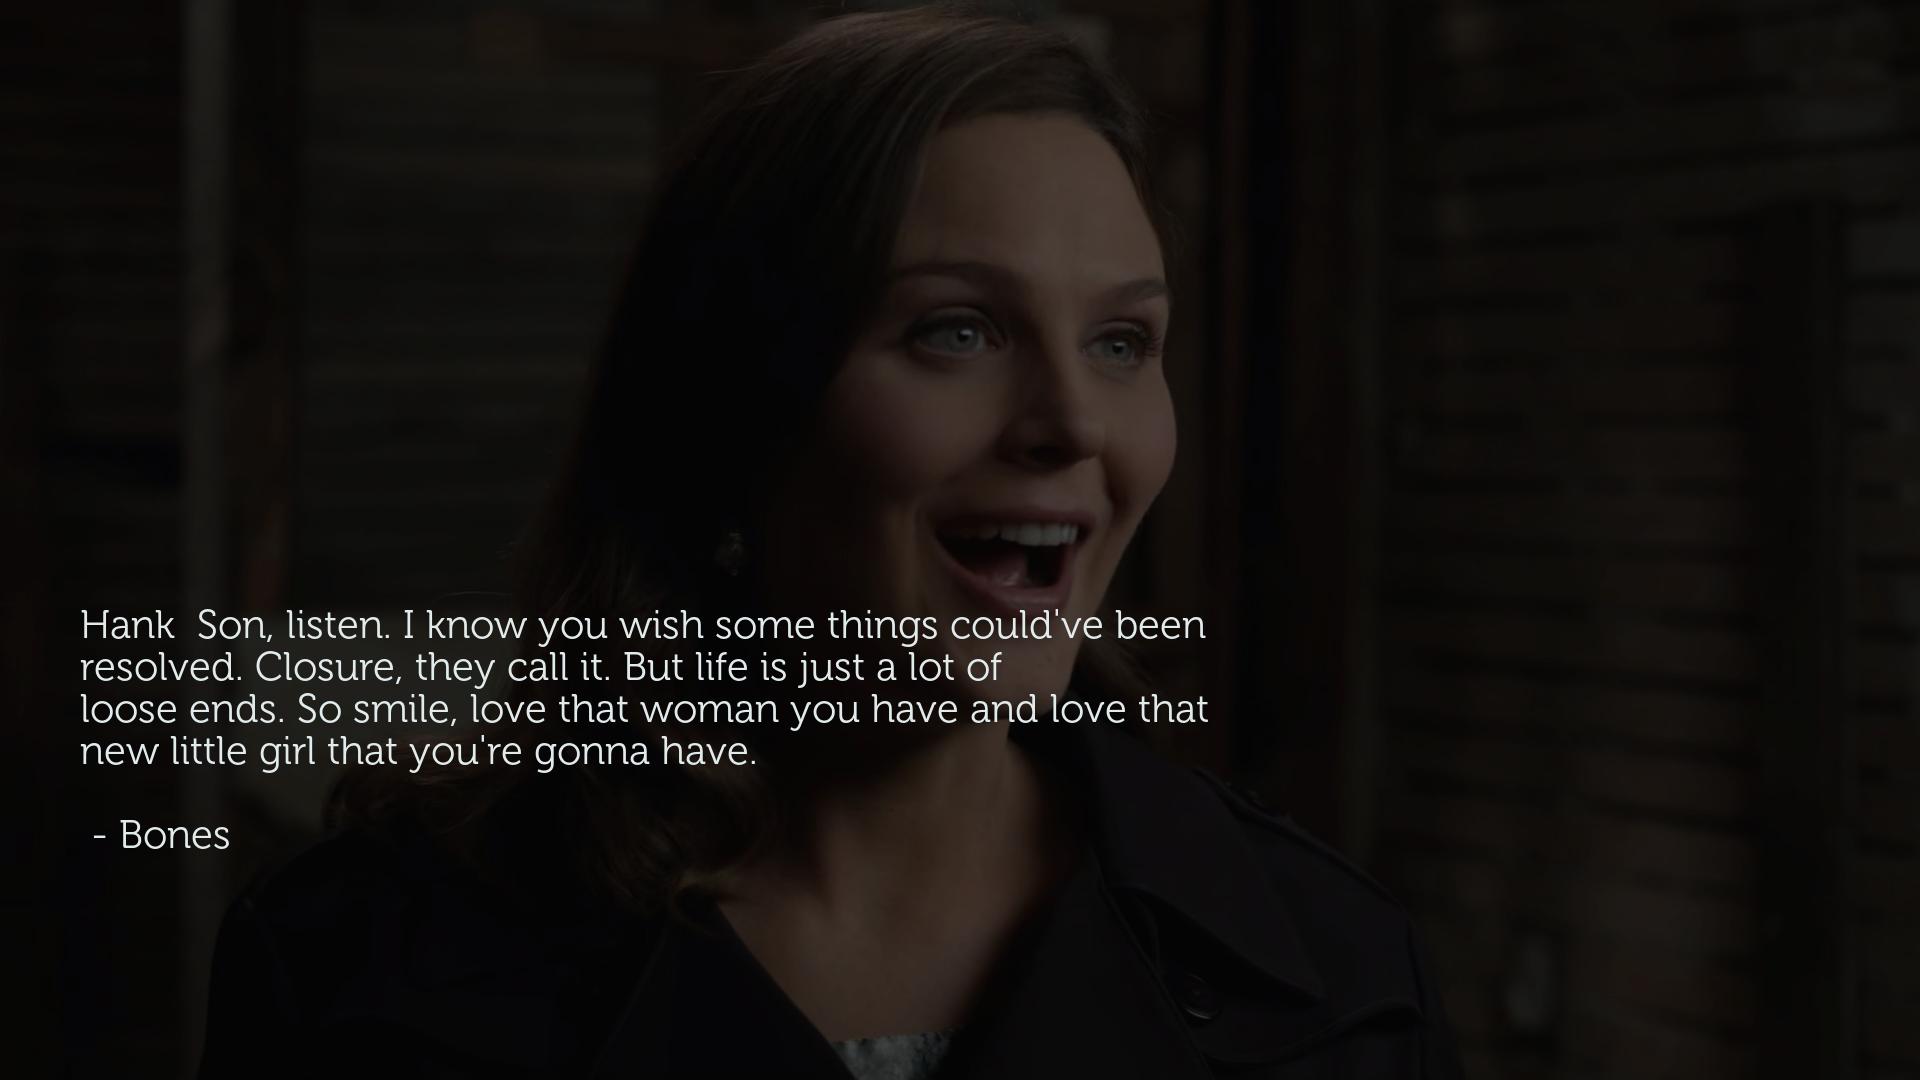 Hank  Son, listen. I know you wish some things could've been
resolved. Closure, they call it. But life is just a lot of
loose ends. So smile, love that woman you have and love that
new little girl that you're gonna have.
- Bones